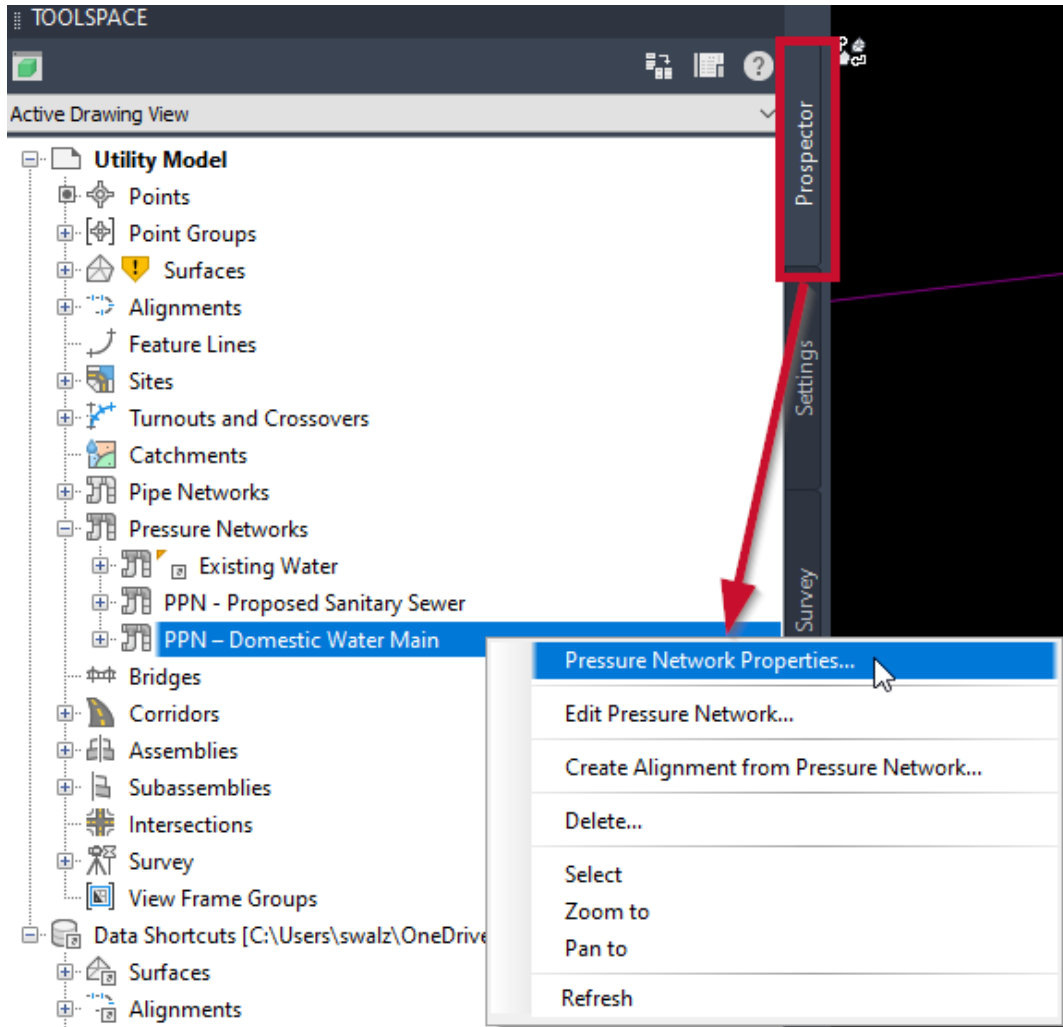 TOOLSPACE
Active Drawing View
Utility Model
Points
Point Groups
Surfaces
Alignments
Feature Lines
Sites
Turnouts and Crossovers
Catchments
Pipe Networks
Pressure Networks
Existing Water
PPN - Proposed Sanitary Sewer
PPN – Domestic Water Main
Bridges
Corridors
Assemblies
Subassemblies
Intersections
Survey
View Frame Groups
Data Shortcuts [C:\Users\swalz\OneDrive
Surfaces
Alignments
Prospector
Settings
Survey
Pressure Network Properties...
Edit Pressure Network...
Create Alignment from Pressure Network...
Delete...
Select
Zoom to
Pan to
Refresh